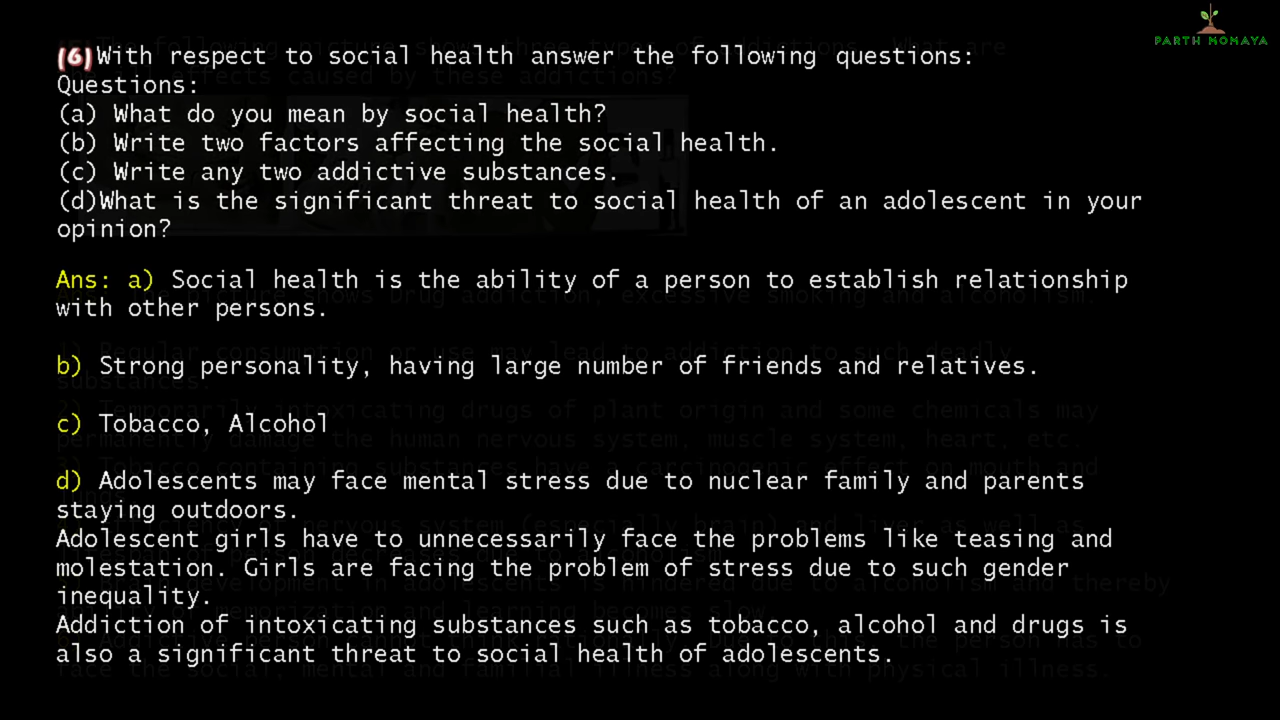 PARTH MOMAYA
(6)With respect to social health answer the following questions:
Questions:
(a) What do you mean by social health?
(b) Write two factors affecting the social health.
(c) Write any two addictive substances.
(d)What is the significant threat to social health of an adolescent in your
opinion?
Ans: a) Social health is the ability of a person to establish relationship
with other persons.
b) Strong personality, having large number of friends and relatives.
c) Tobacco, Alcohol
d) Adolescents may face mental stress due to nuclear family and parents
staying outdoors.
Adolescent girls have to unnecessarily face the problems like teasing and
molestation. Girls are facing the problem of stress due to such gender
inequality.
Addiction of intoxicating substances such as tobacco, alcohol and drugs is
also a significant threat to social health of adolescents.